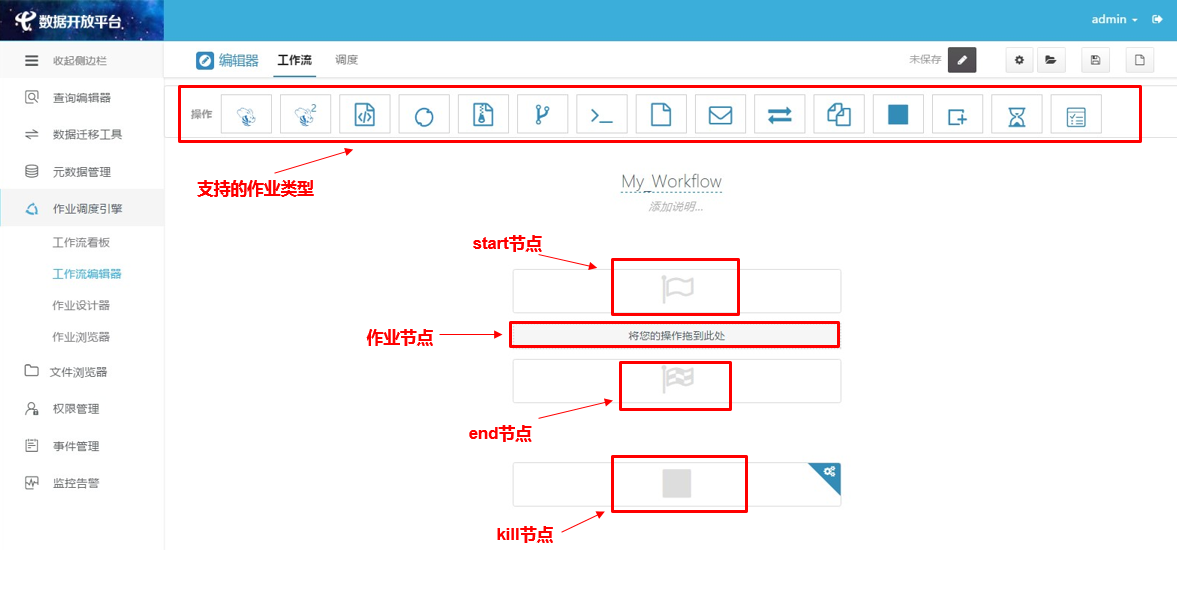 数据开放平台
admin
收起侧边栏
编辑器
工作流
调度
未保存
查询编辑器
操作
2
数据迁移工具
元数据管理
支持的作业类型
My_Workflow
作业调度引擎
添加说明...
工作流看板
start节点
工作流编辑器
作业设计器
作业节点
将您的操作拖到此处
作业浏览器
文件浏览器
权限管理
end节点
事件管理
监控告警
kill节点